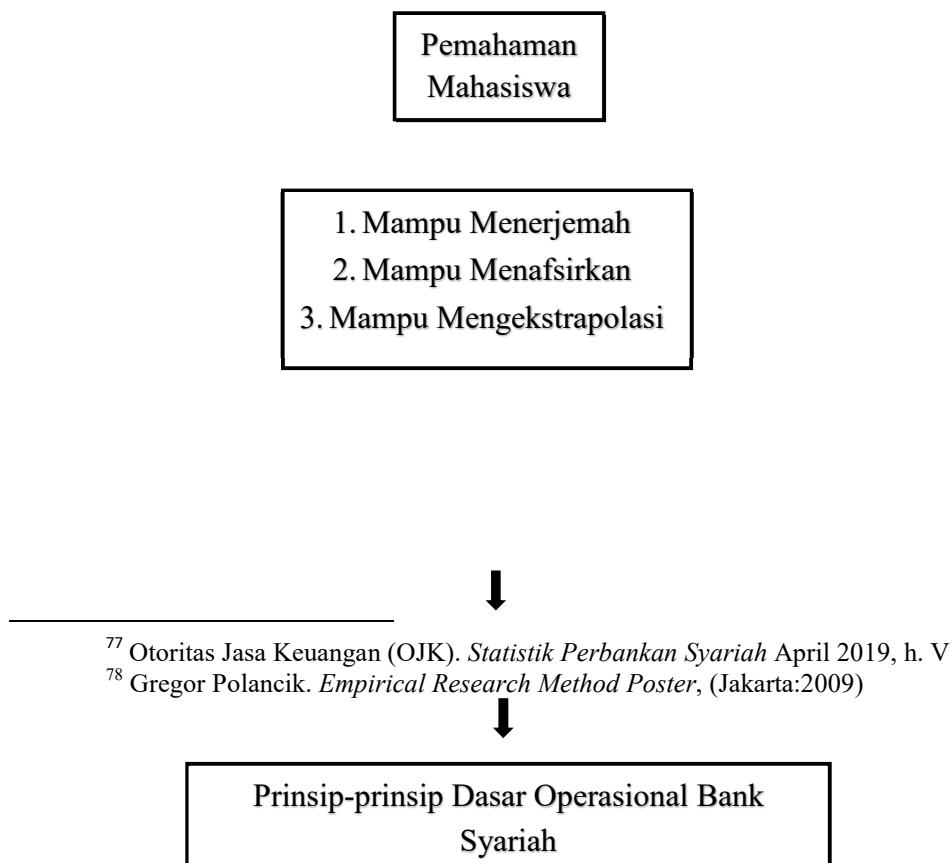 Pemahaman
Mahasiswa
1. Mampu Menerjemah
2. Mampu Menafsirkan
3. Mampu Mengekstrapolasi
77 Otoritas Jasa Keuangan (OJK). Statistik Perbankan Syariah April 2019, h. V
78 Gregor Polancik. Empirical Research Method Poster, (Jakarta:2009)
Prinsip-prinsip Dasar Operasional Bank
Syariah